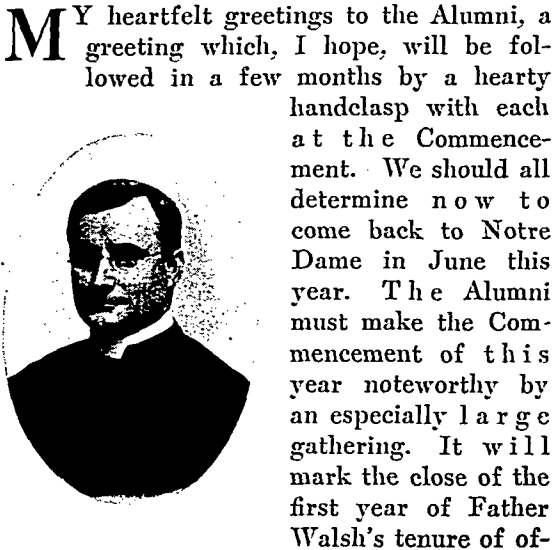 MY heartfelt greetings to the Alumni, a
greeting which, I hope, will be fol-
lowed in a few months by a hearty
handclasp with each
at the Commence-
ment. We should all
determine now to
come back to Notre
Dame in June this
year. The Alumni
must make the Com-
mencement of this
year noteworthy by
an especially large
gathering. It will
mark the close of the
first year of Father
Walsh's tenure of of-